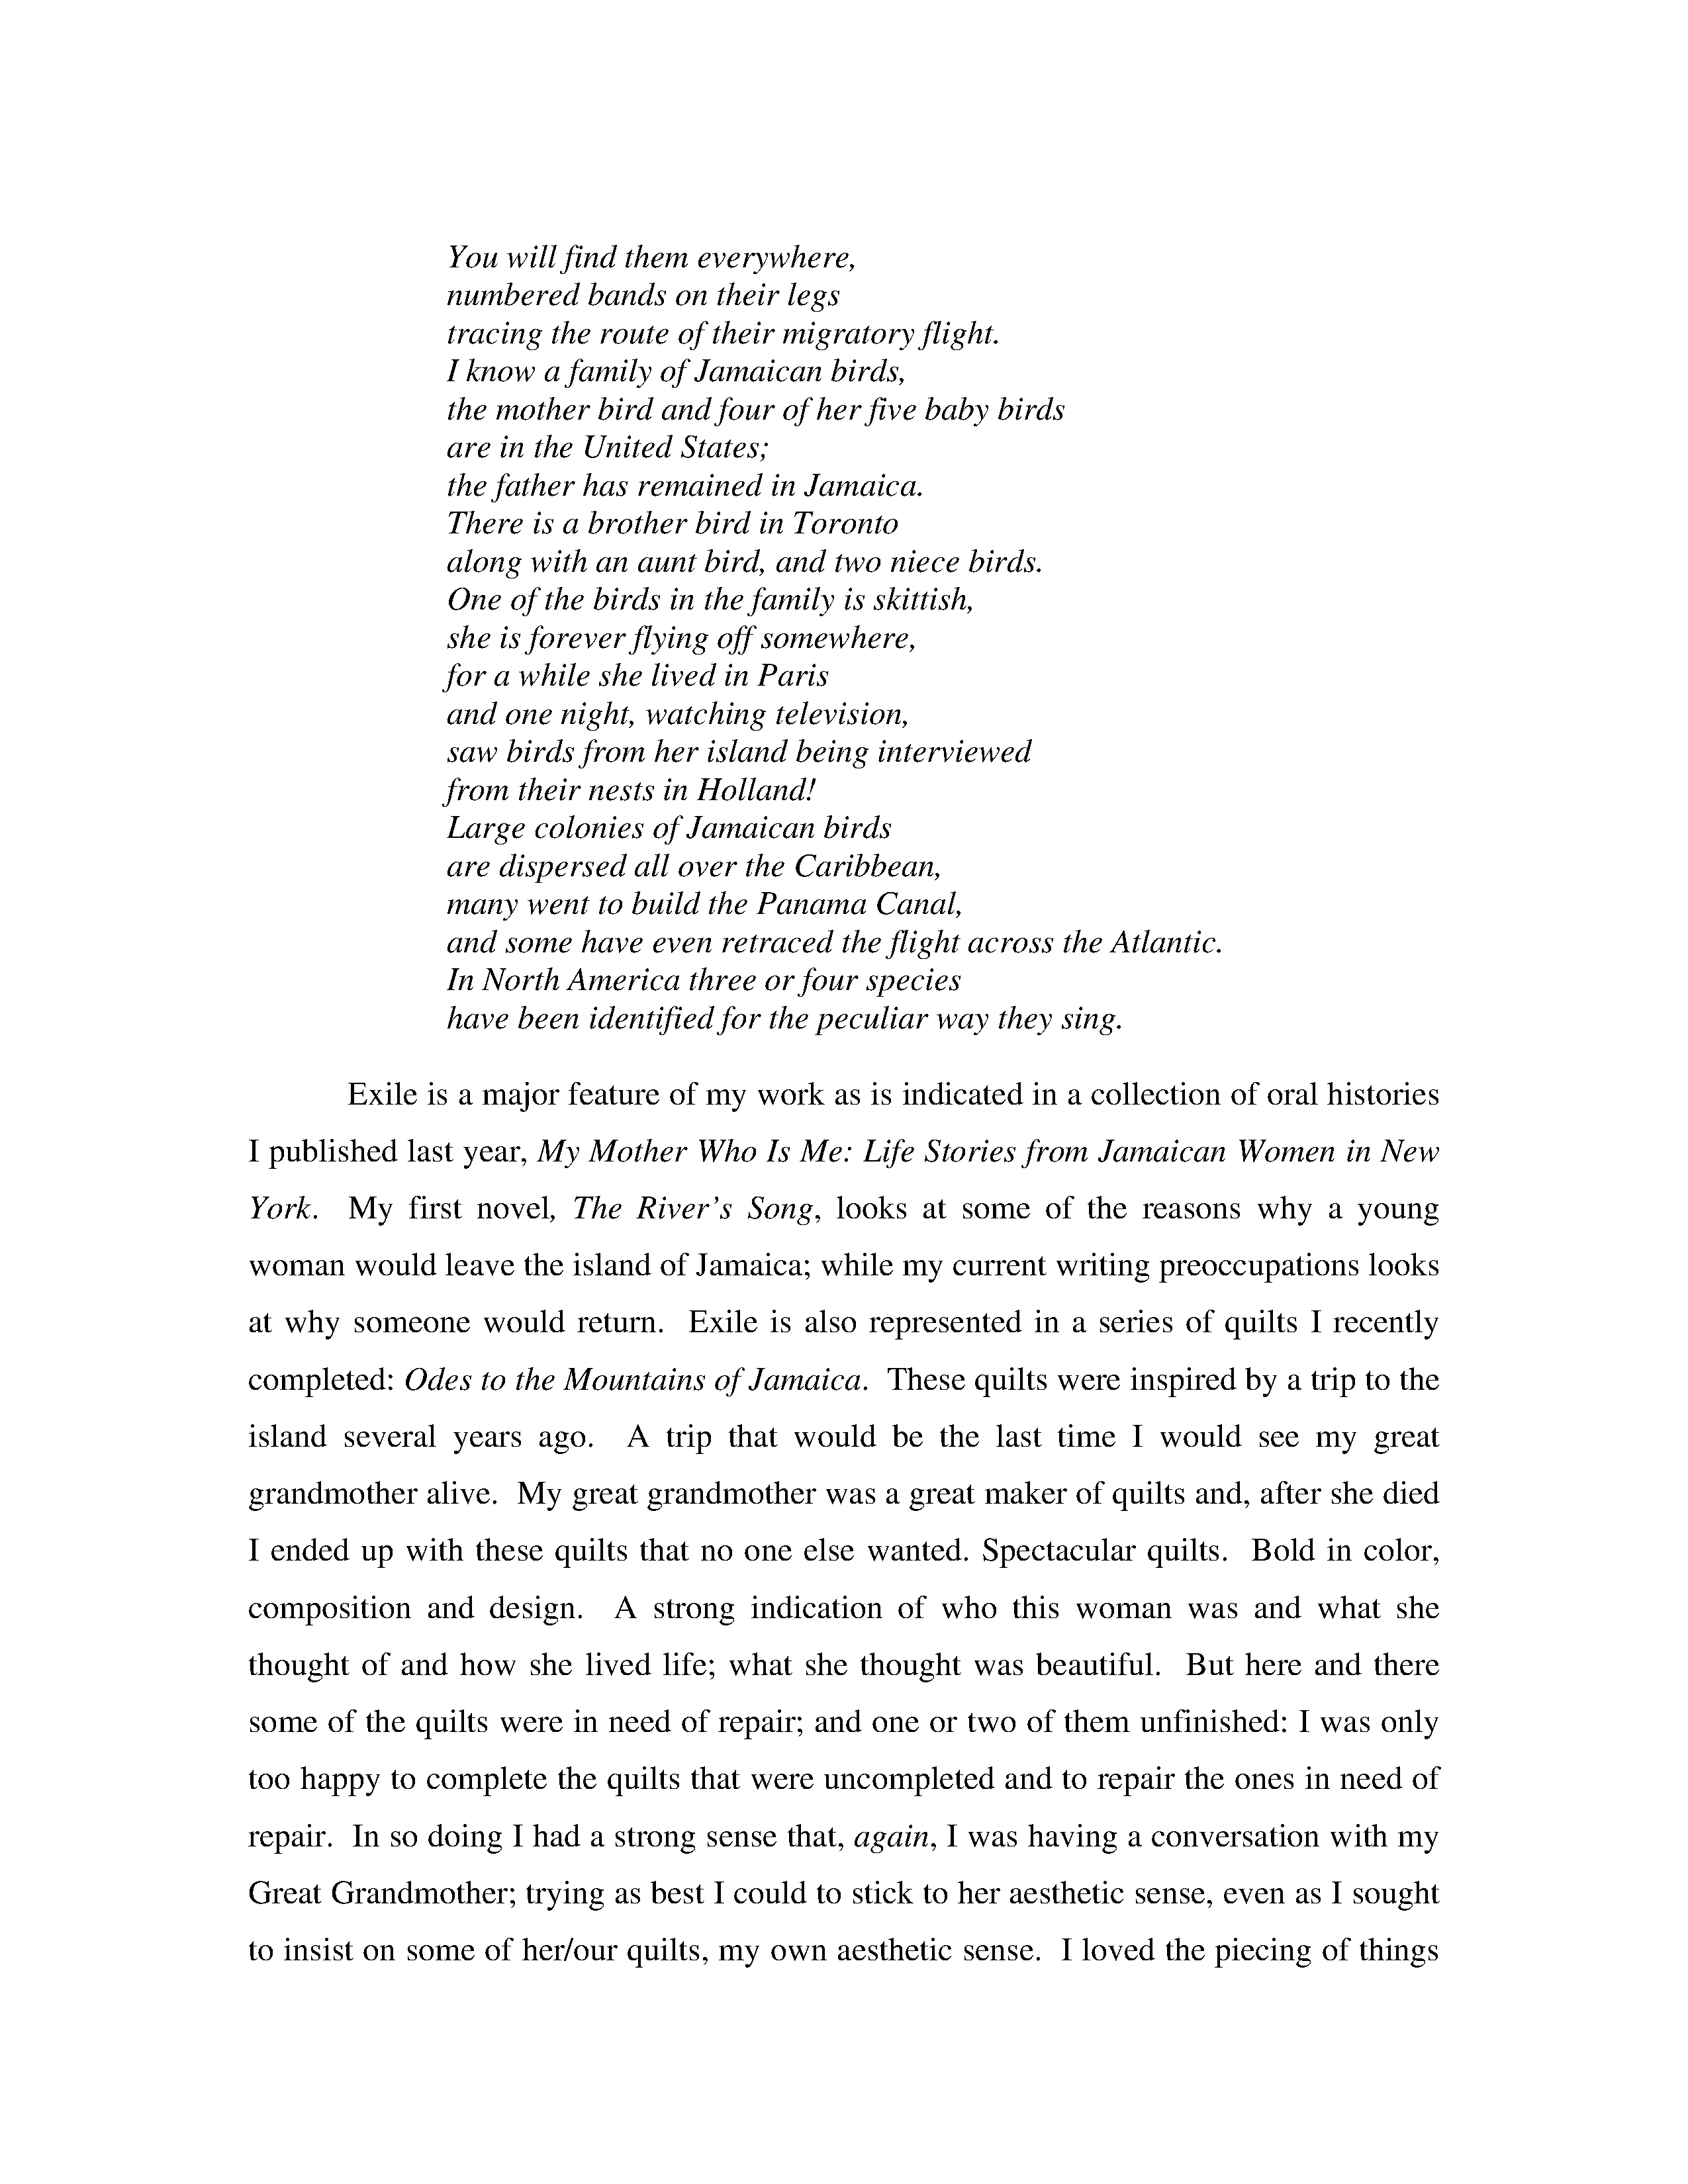 You will find them everywhere,
numbered bands on their legs
tracing the route of their migratory flight.
I know a family of Jamaican birds,
the mother bird and four of her five baby birds
are in the United States;
the father has remained in Jamaica.
There is a brother bird in Toronto
along with an aunt bird, and two niece birds.
One of the birds in the family is skittish,
she is forever flying off somewhere,
for a while she lived in Paris
and one night, watching television,
saw birds from her island being interviewed
from their nests in Holland!
Large colonies of Jamaican birds
are dispersed all over the Caribbean,
many went to build the Panama Canal,
and some have even retraced the flight across the Atlantic.
In North America three or four species
have been identified for the peculiar way they sing.
Exile is a major feature of my work as is indicated in a collection of oral histories
I published last year, My Mother Who Is Me: Life Stories from Jamaican Women in New
York. My first novel, The River's Song, looks at some of the reasons why a young
woman would leave the island of Jamaica; while my current writing preoccupations looks
at why someone would return. Exile is also represented in a series of quilts I recently
completed: Odes to the Mountains of Jamaica. These quilts were inspired by a trip to the
island several years ago. A trip that would be the last time I would see my great
grandmother alive. My great grandmother was a great maker of quilts and, after she died
I ended up with these quilts that no one else wanted. Spectacular quilts. Bold in color,
composition and design. A strong indication of who this woman was and what she
thought of and how she lived life; what she thought was beautiful. But here and there
some of the quilts were in need of repair; and one or two of them unfinished: I was only
too happy to complete the quilts that were uncompleted and to repair the ones in need of
repair. In so doing I had a strong sense that, again, I was having a conversation with my
Great Grandmother; trying as best I could to stick to her aesthetic sense, even as I sought
to insist on some of her/our quilts, my own aesthetic sense. I loved the piecing of things